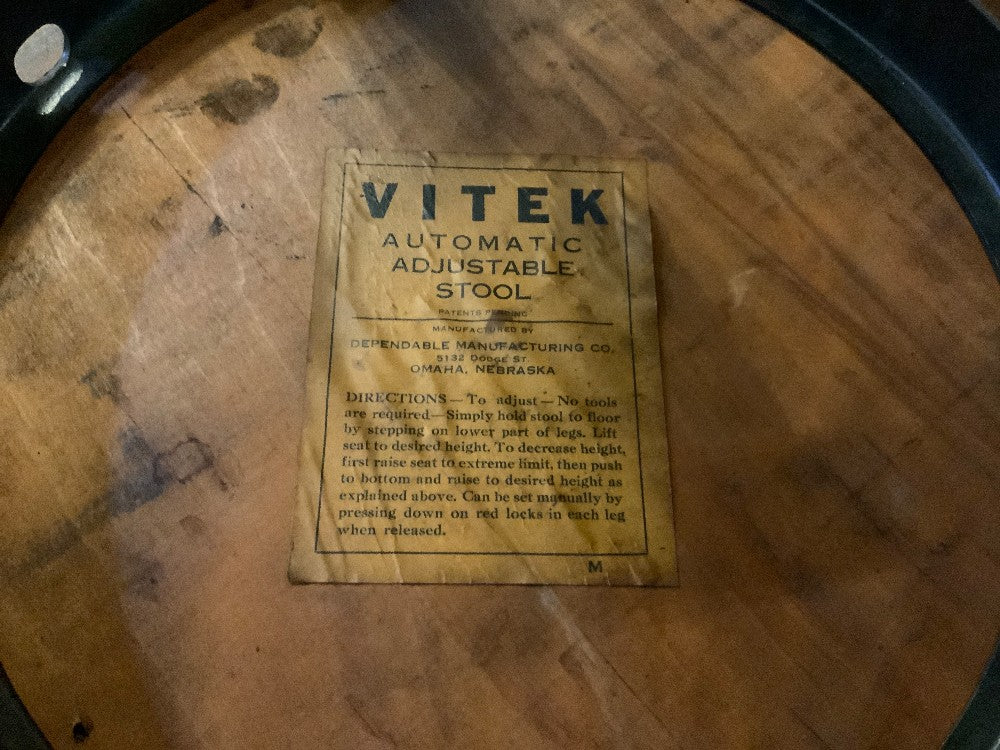 VITEK
AUTOMATIC
ADJUSTABLE
STOOL
PATENTS PENDING
MANUFACTURED BY
DEPENDABLE MANUFACTURING CO.
5132 DODGE ST.
OMAHA, NEBRASKA
DIRECTIONS — To adjust — No tools
are required — Simply hold stool to floor
by stepping on lower part of legs. Lift
seat to desired height. To decrease height,
first raise seat to extreme limit, then push
to bottom and raise to desired height as
explained above. Can be set manually by
pressing down on red locks in each leg
when released.
M